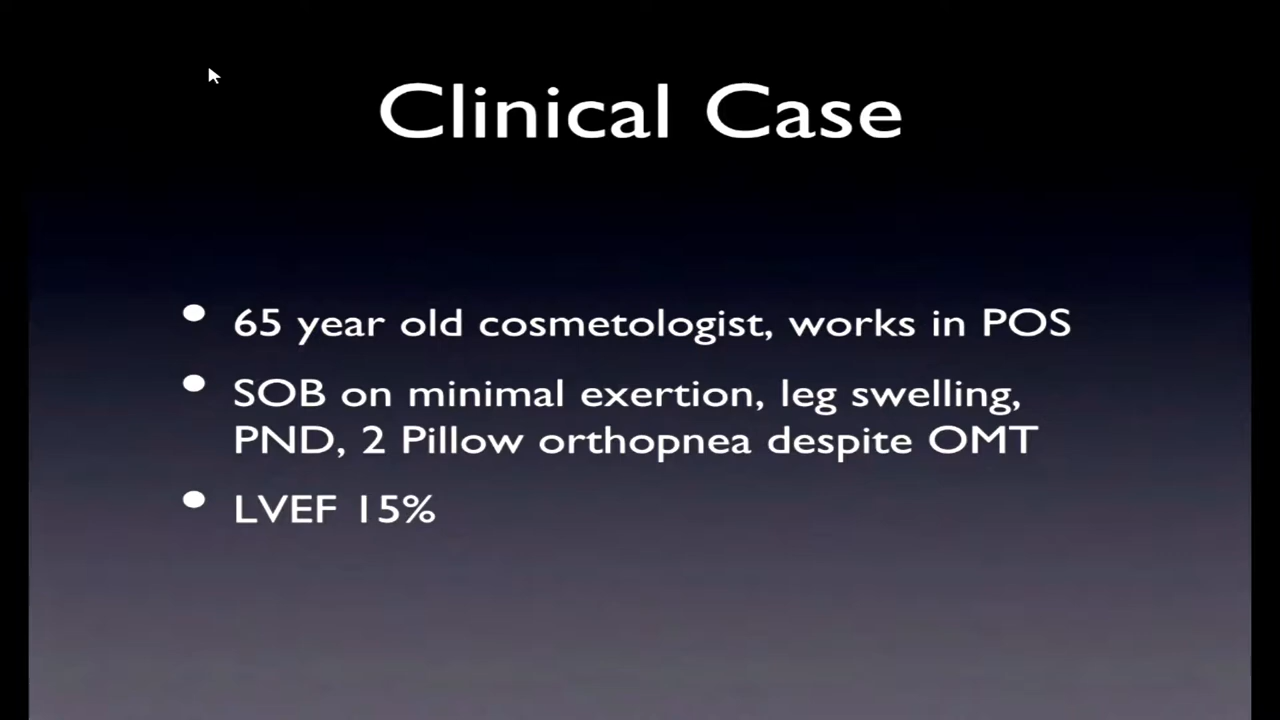 Clinical Case
• 65 year old cosmetologist, works in POS
• SOB on minimal exertion, leg swelling,
PND, 2 Pillow orthopnea despite OMT
• LVEF 15%